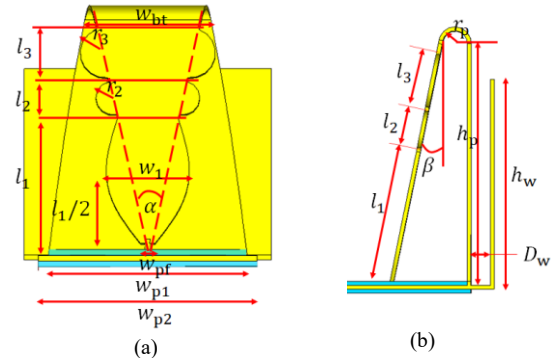 w_bt
r_3
l_3
r_2
l_2
w_1
l_1
l_1/2
α
w_pf
w_p1
w_p2
(a)
r_p
l_3
l_2
h_p
β
h_w
l_1
D_w
(b)